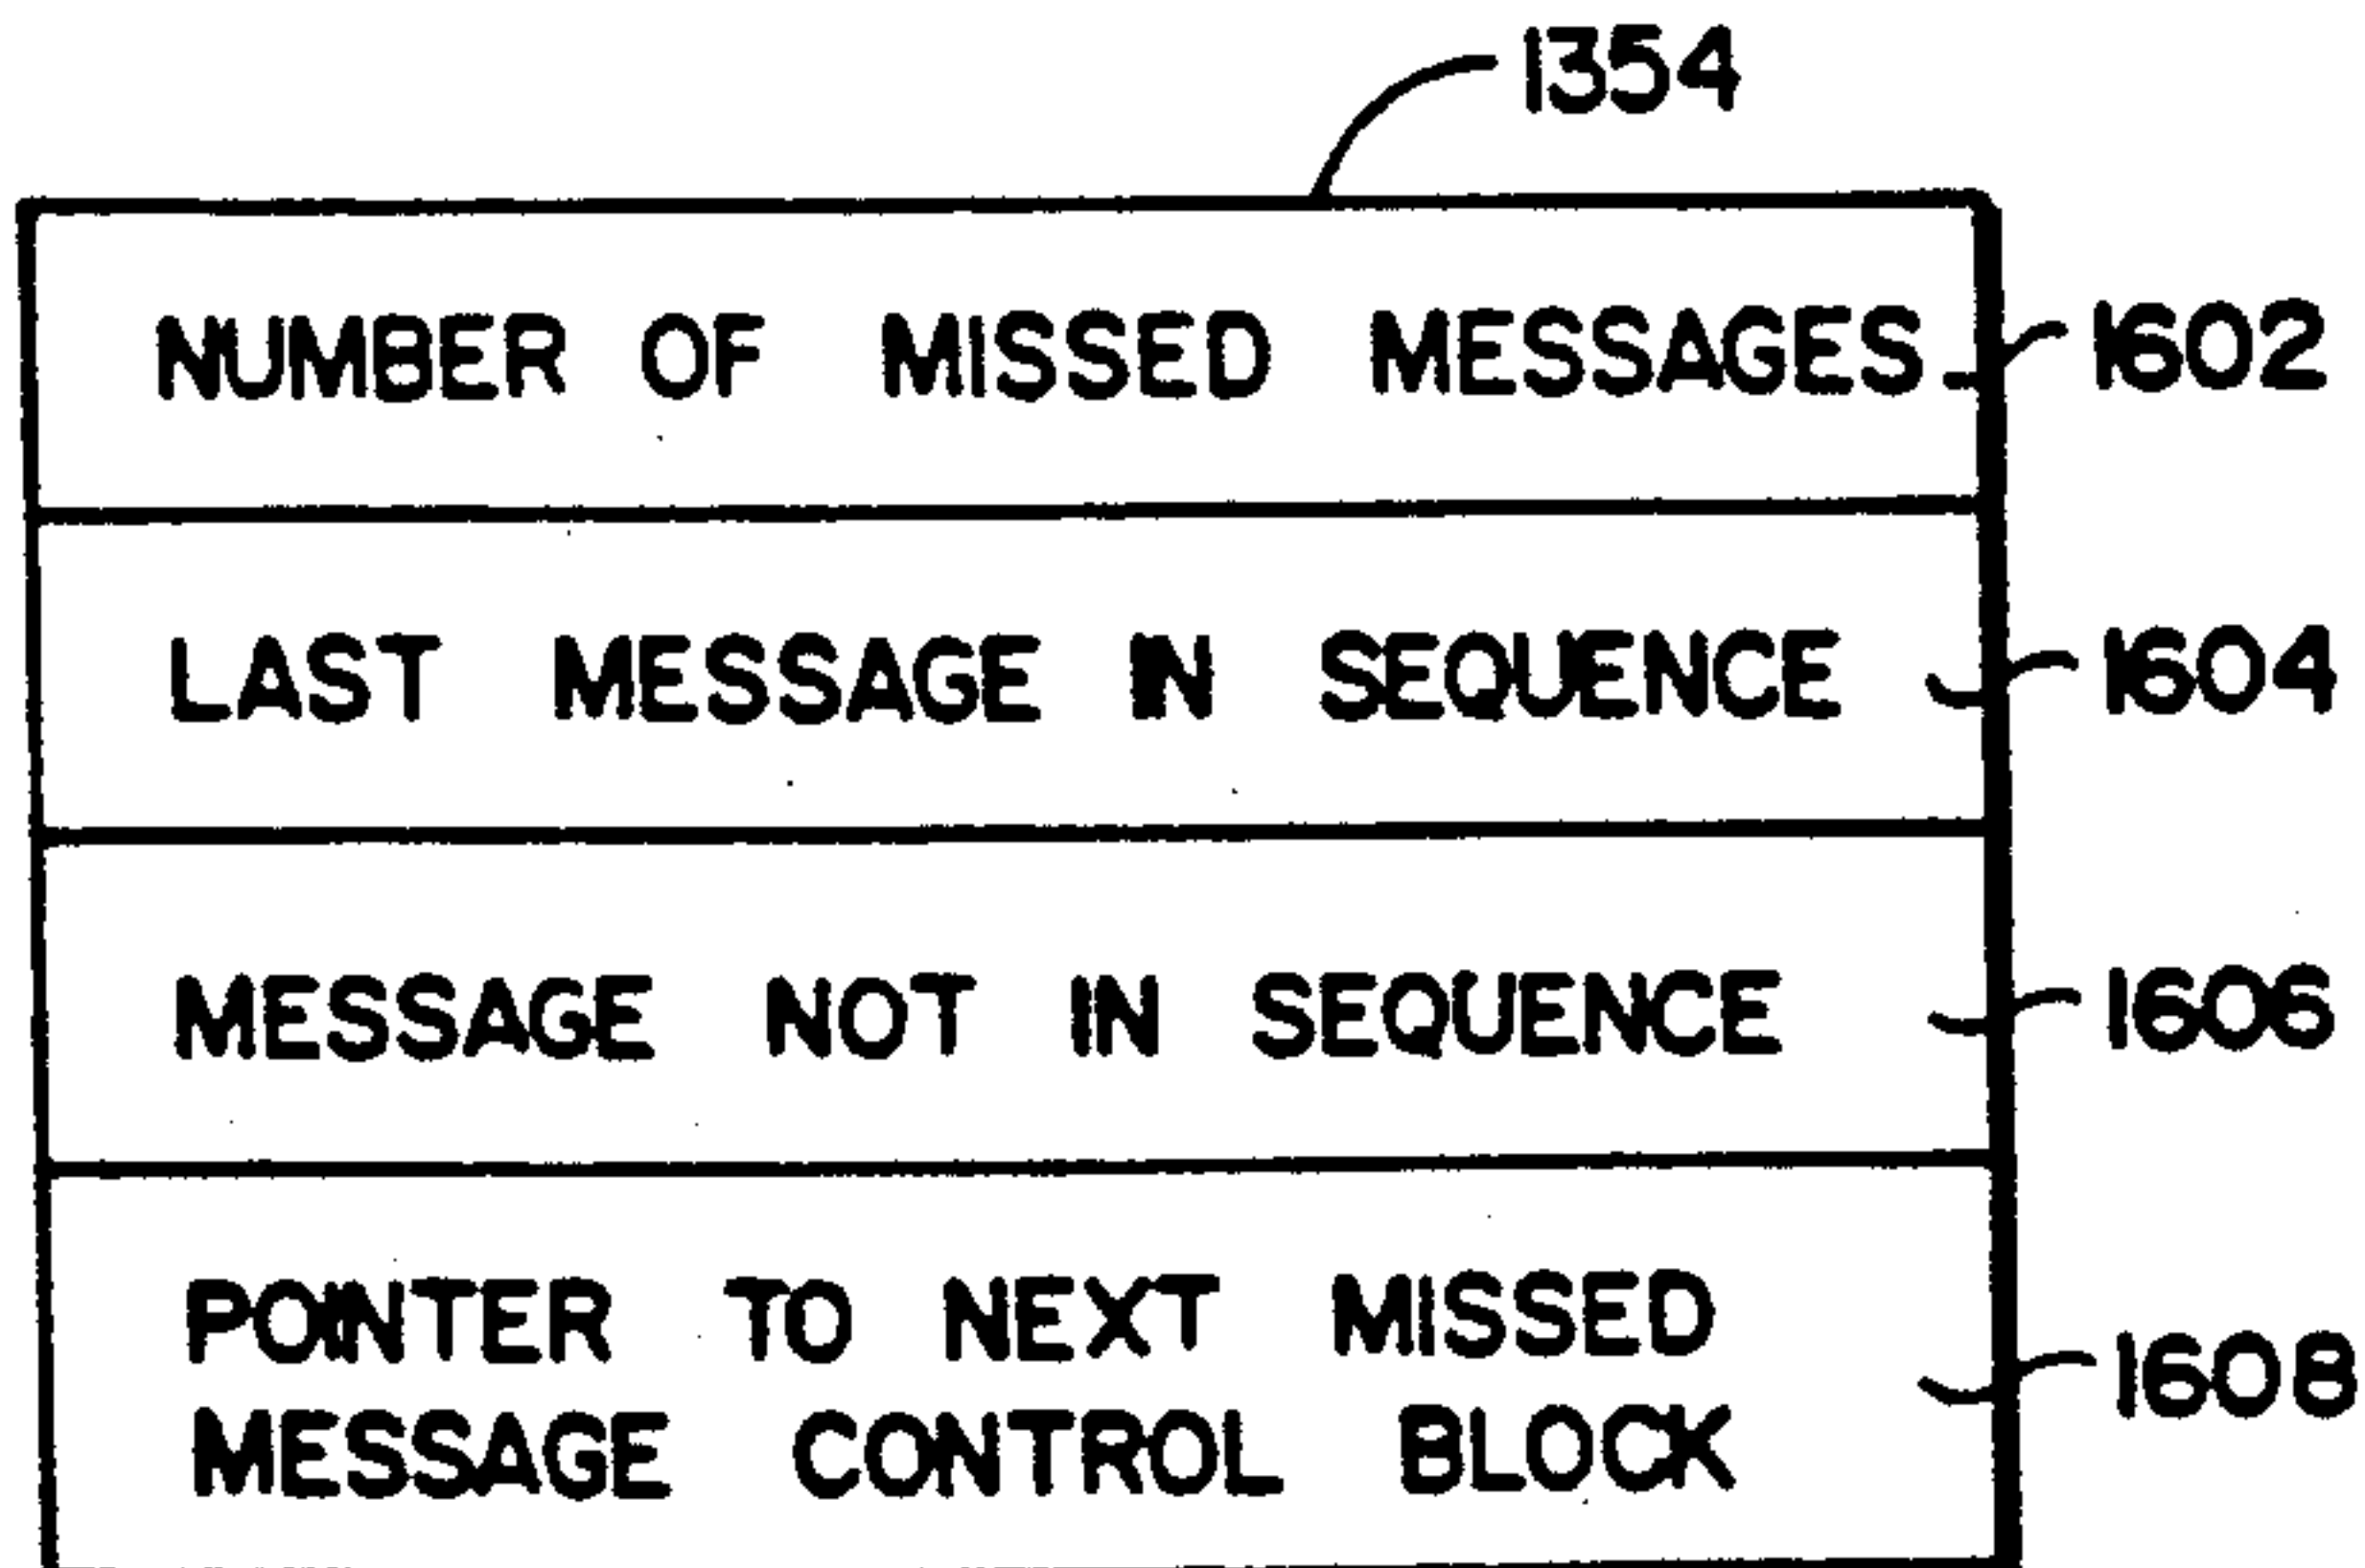 1354
NUMBER OF MISSED MESSAGES 1602
LAST MESSAGE IN SEQUENCE 1604
MESSAGE NOT IN SEQUENCE 1606
POINTER TO NEXT MISSED
MESSAGE CONTROL BLOCK 1608